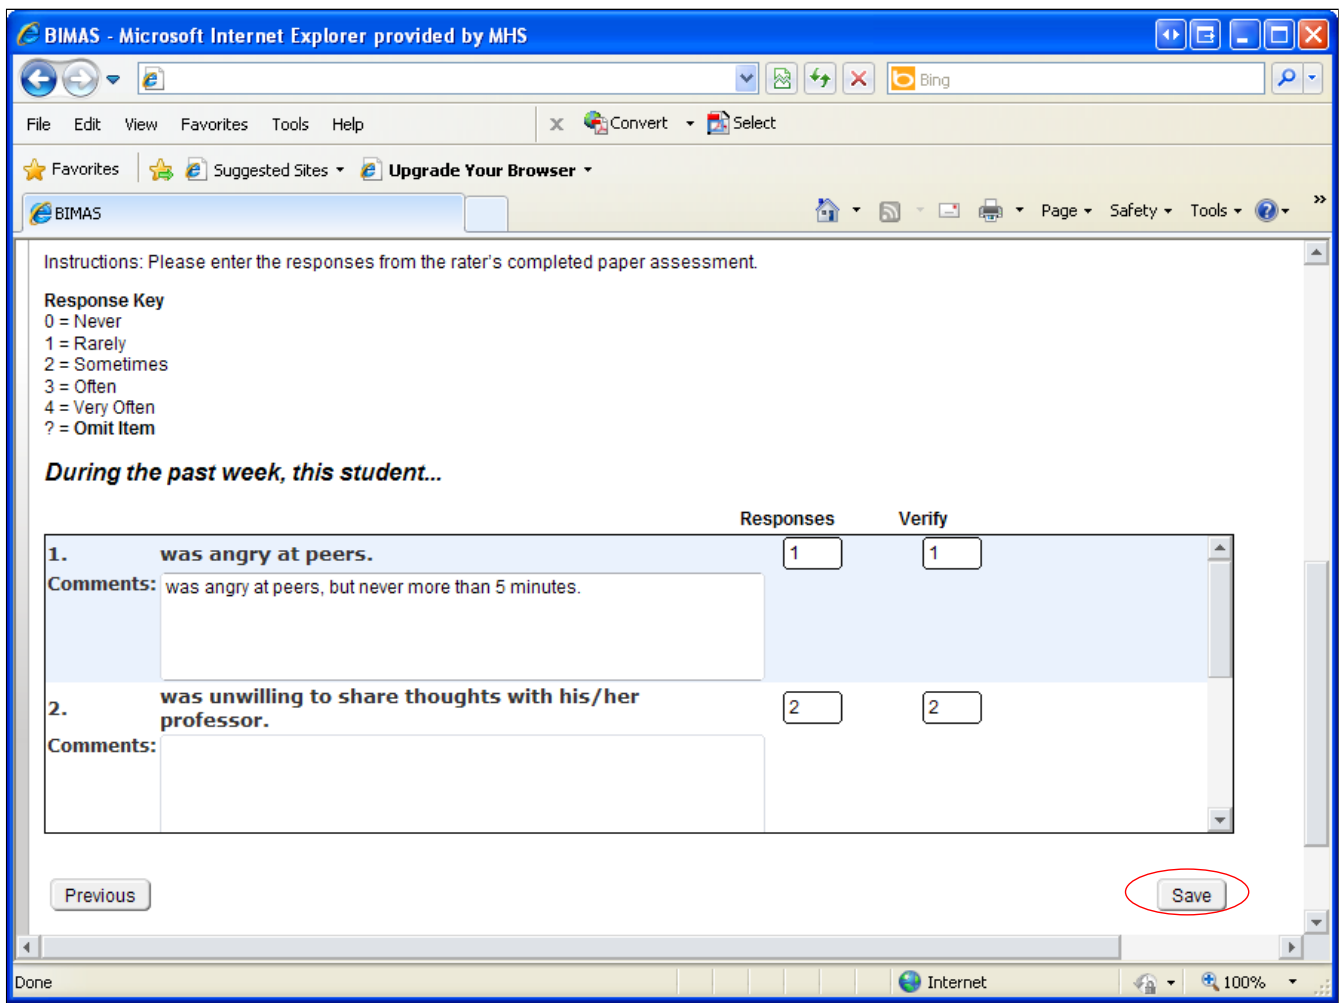 BIMAS - Microsoft Internet Explorer provided by MHS
Bing
File Edit View Favorites Tools Help x Convert Select
Favorites Suggested Sites Upgrade Your Browser
BIMAS Page Safety Tools »
Instructions: Please enter the responses from the rater's completed paper assessment.
Response Key
0 = Never
1 = Rarely
2 = Sometimes
3 = Often
4 = Very Often
? = Omit Item
During the past week, this student...
Responses Verify
1. was angry at peers. 1 1
Comments: was angry at peers, but never more than 5 minutes.
2. was unwilling to share thoughts with his/her professor. 2 2
Comments:
Previous Save
Done Internet 100%